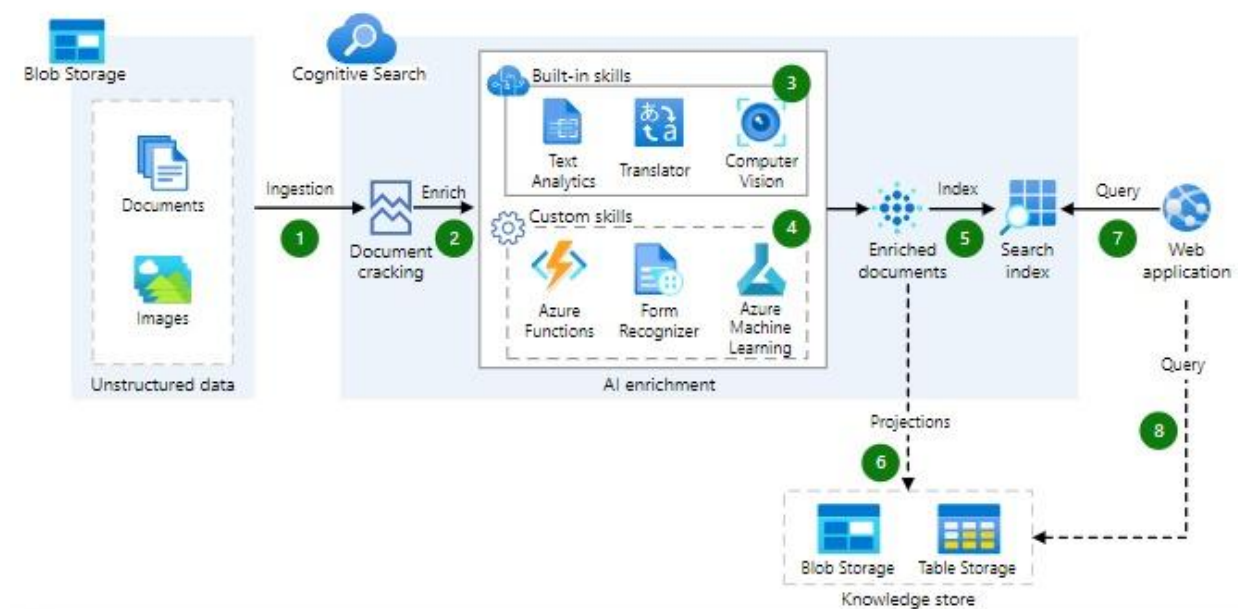 Blob Storage
Documents
Images
Unstructured data
Ingestion
1
Cognitive Search
Document
cracking
Enrich
2
Built-in skills
3
Text
Analytics
Translator
Computer
Vision
Custom skills
4
Azure
Functions
Form
Recognizer
Azure
Machine
Learning
AI enrichment
Enriched
documents
Index
5
Search
index
Query
7
Web
application
Projections
6
Query
8
Blob Storage
Table Storage
Knowledge store